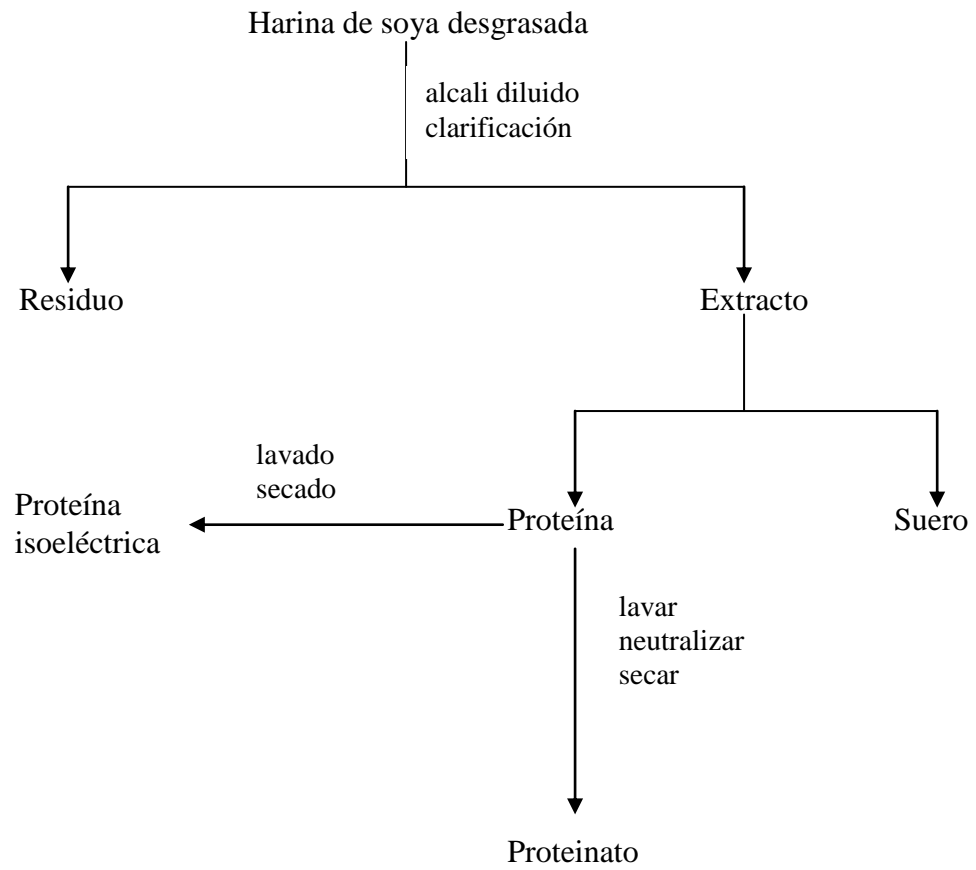 Harina de soya desgrasada
alcali diluido
clarificación
Residuo
Extracto
lavado
secado
Proteína
isoeléctrica
Proteína
Suero
lavar
neutralizar
secar
Proteinato